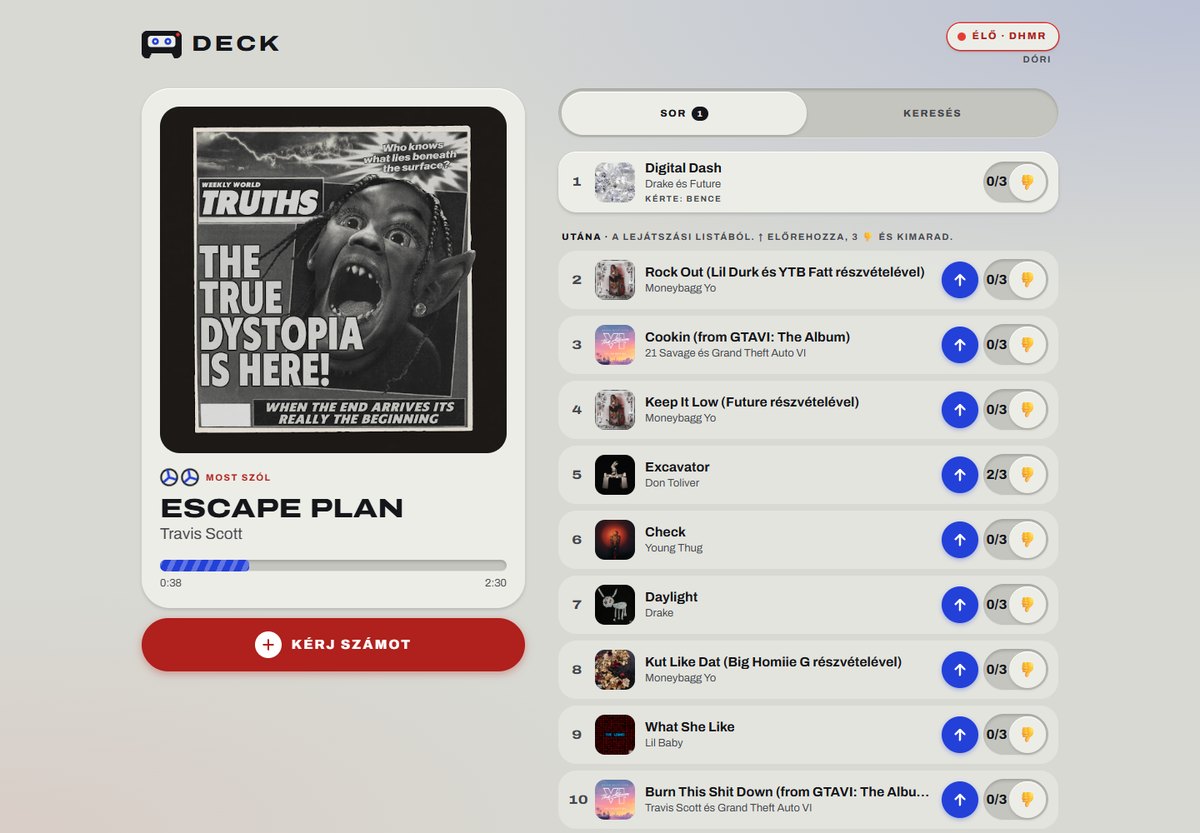 DECK
ÉLŐ · DHMR
DÓRI
Who knows
what lies beneath
the surface?
WEEKLY WORLD
TRUTHS
THE
TRUE
DYSTOPIA
IS HERE!
WHEN THE END ARRIVES ITS
REALLY THE BEGINNING
MOST SZÓL
ESCAPE PLAN
Travis Scott
0:38 2:30
+ KÉRJ SZÁMOT
SOR 1 KERESÉS
1 Digital Dash 0/3 👎
Drake és Future
KÉRTE: BENCE
UTÁNA · A LEJÁTSZÁSI LISTÁBÓL. ↑ ELŐREHOZZA, 3 👎 ÉS KIMARAD.
2 Rock Out (Lil Durk és YTB Fatt részvételével) ↑ 0/3 👎
Moneybagg Yo
3 Cookin (from GTAVI: The Album) ↑ 0/3 👎
21 Savage és Grand Theft Auto VI
4 Keep It Low (Future részvételével) ↑ 0/3 👎
Moneybagg Yo
5 Excavator ↑ 2/3 👎
Don Toliver
6 Check ↑ 0/3 👎
Young Thug
7 Daylight ↑ 0/3 👎
Drake
8 Kut Like Dat (Big Homiie G részvételével) ↑ 0/3 👎
Moneybagg Yo
9 What She Like ↑ 0/3 👎
Lil Baby
10 Burn This Shit Down (from GTAVI: The Albu... ↑ 0/3 👎
Travis Scott és Grand Theft Auto VI